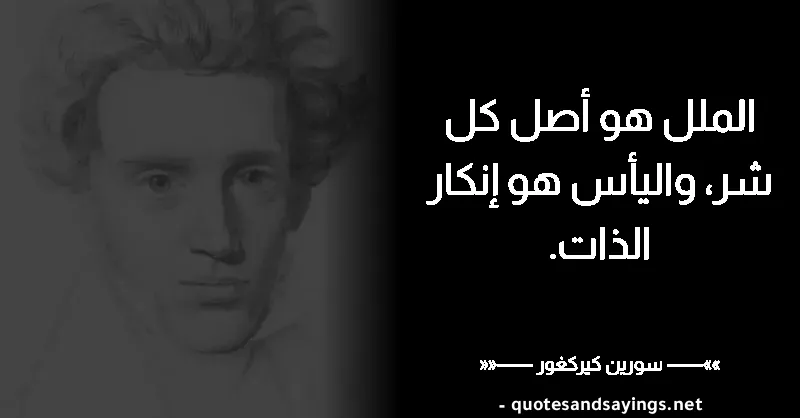 الملل هو أصل كل
شر، واليأس هو إنكار
الذات.
»»—— سورين كيركغور ——««
- quotesandsayings.net